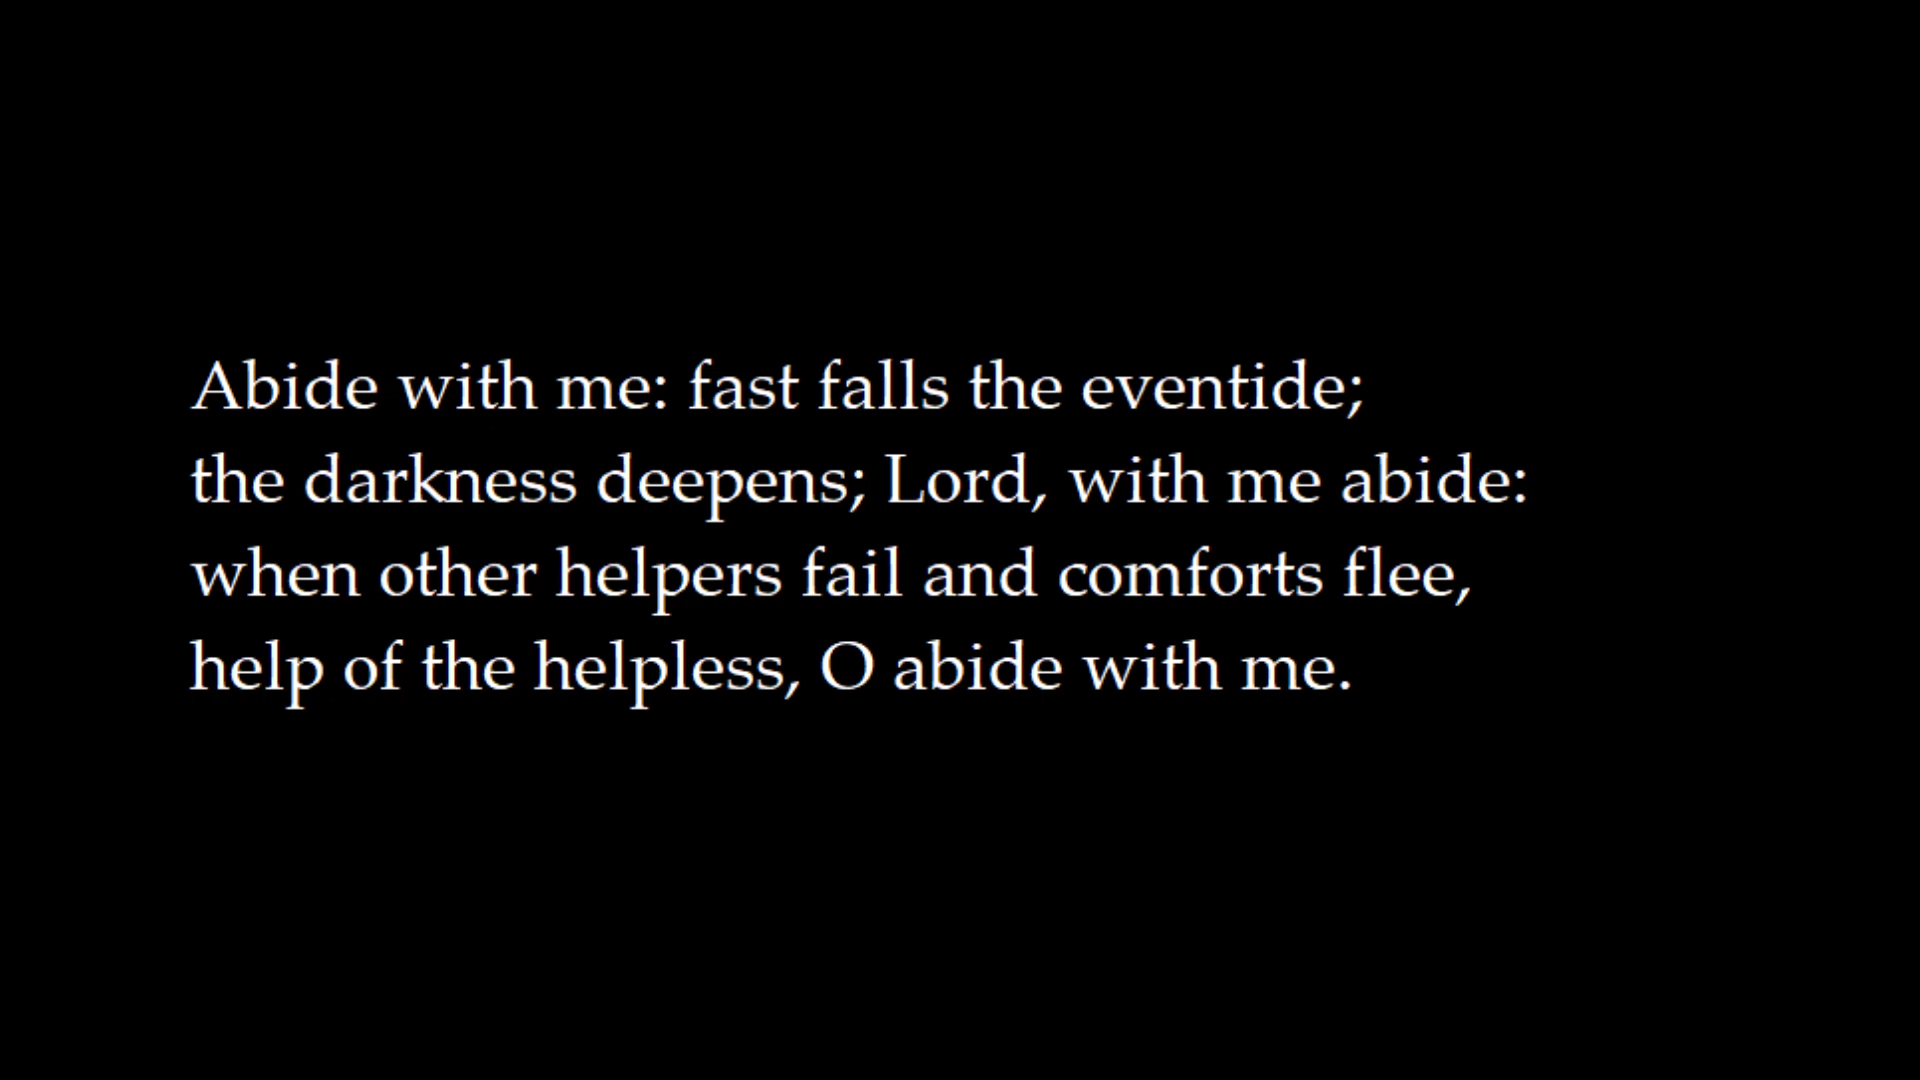 Abide with me: fast falls the eventide;
the darkness deepens; Lord, with me abide:
when other helpers fail and comforts flee,
help of the helpless, O abide with me.